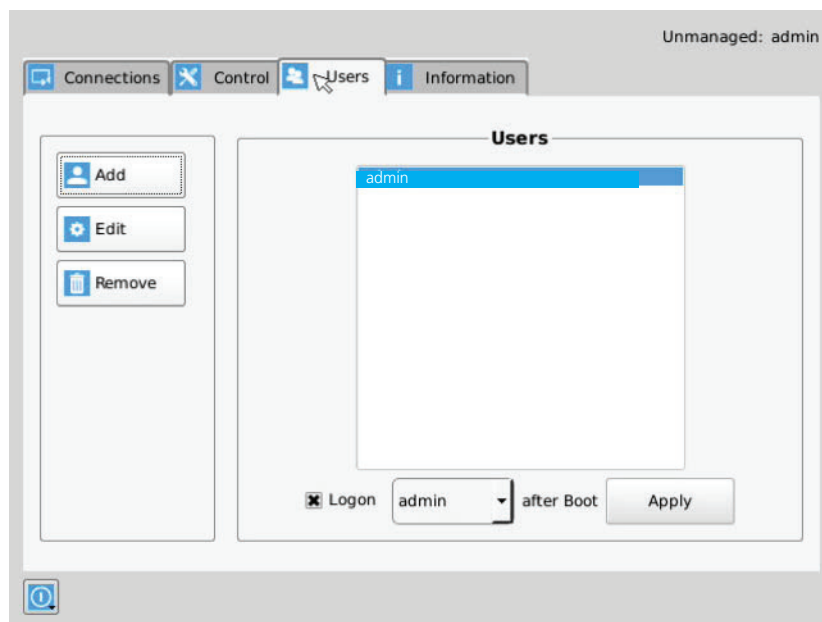 Unmanaged: admin
Connections Control Users Information
Users
Add
admin
Edit
Remove
Logon admin after Boot Apply